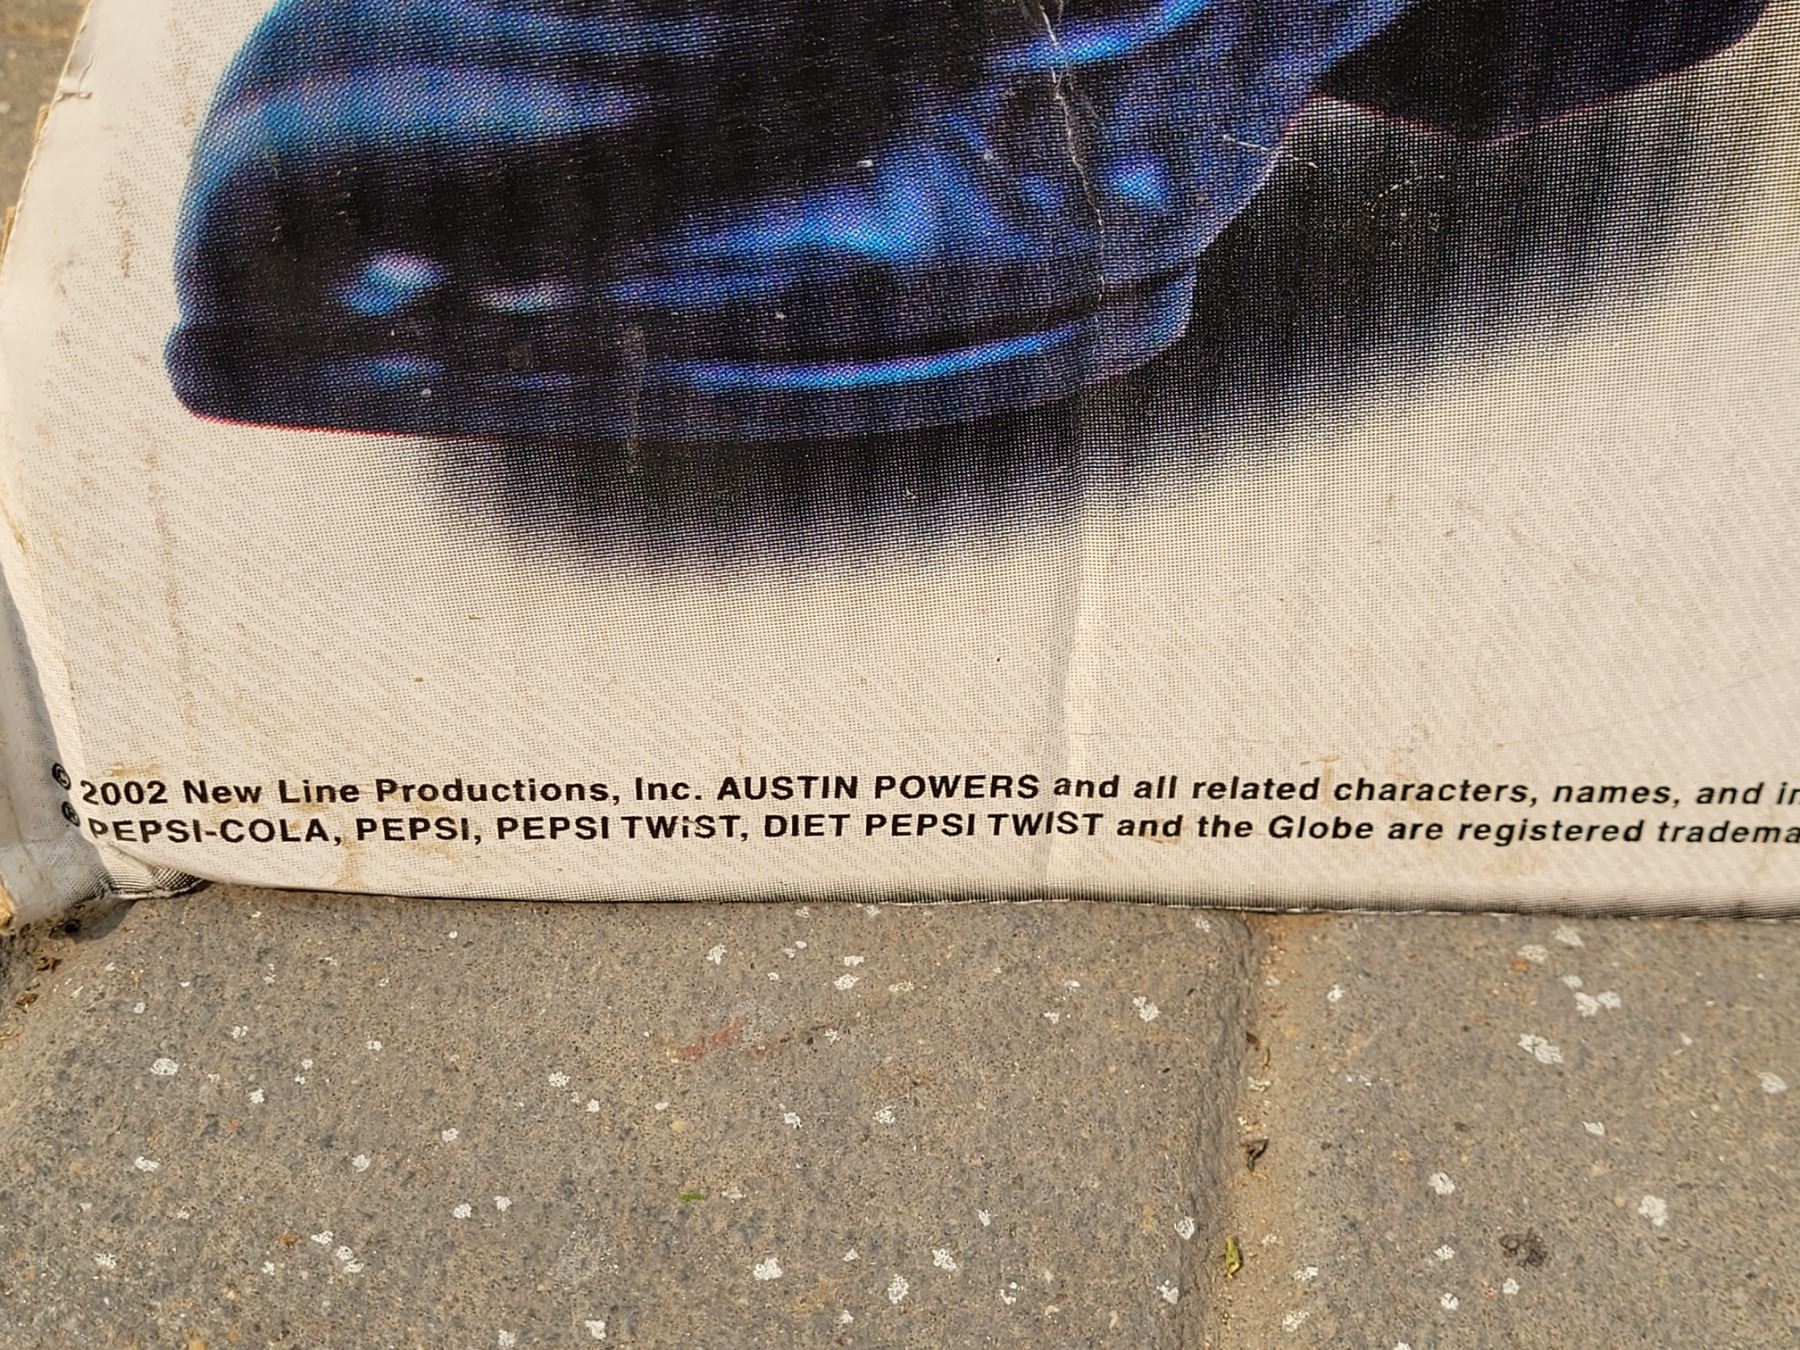 © 2002 New Line Productions, Inc. AUSTIN POWERS and all related characters, names, and
® PEPSI-COLA, PEPSI, PEPSI TWiST, DIET PEPSI TWIST and the Globe are registered